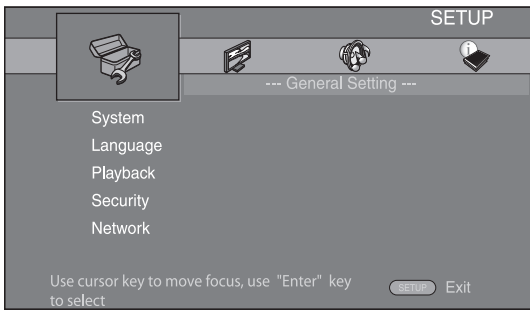 SETUP
--- General Setting ---
System
Language
Playback
Security
Network
Use cursor key to move focus, use "Enter" key
to select
SETUP Exit